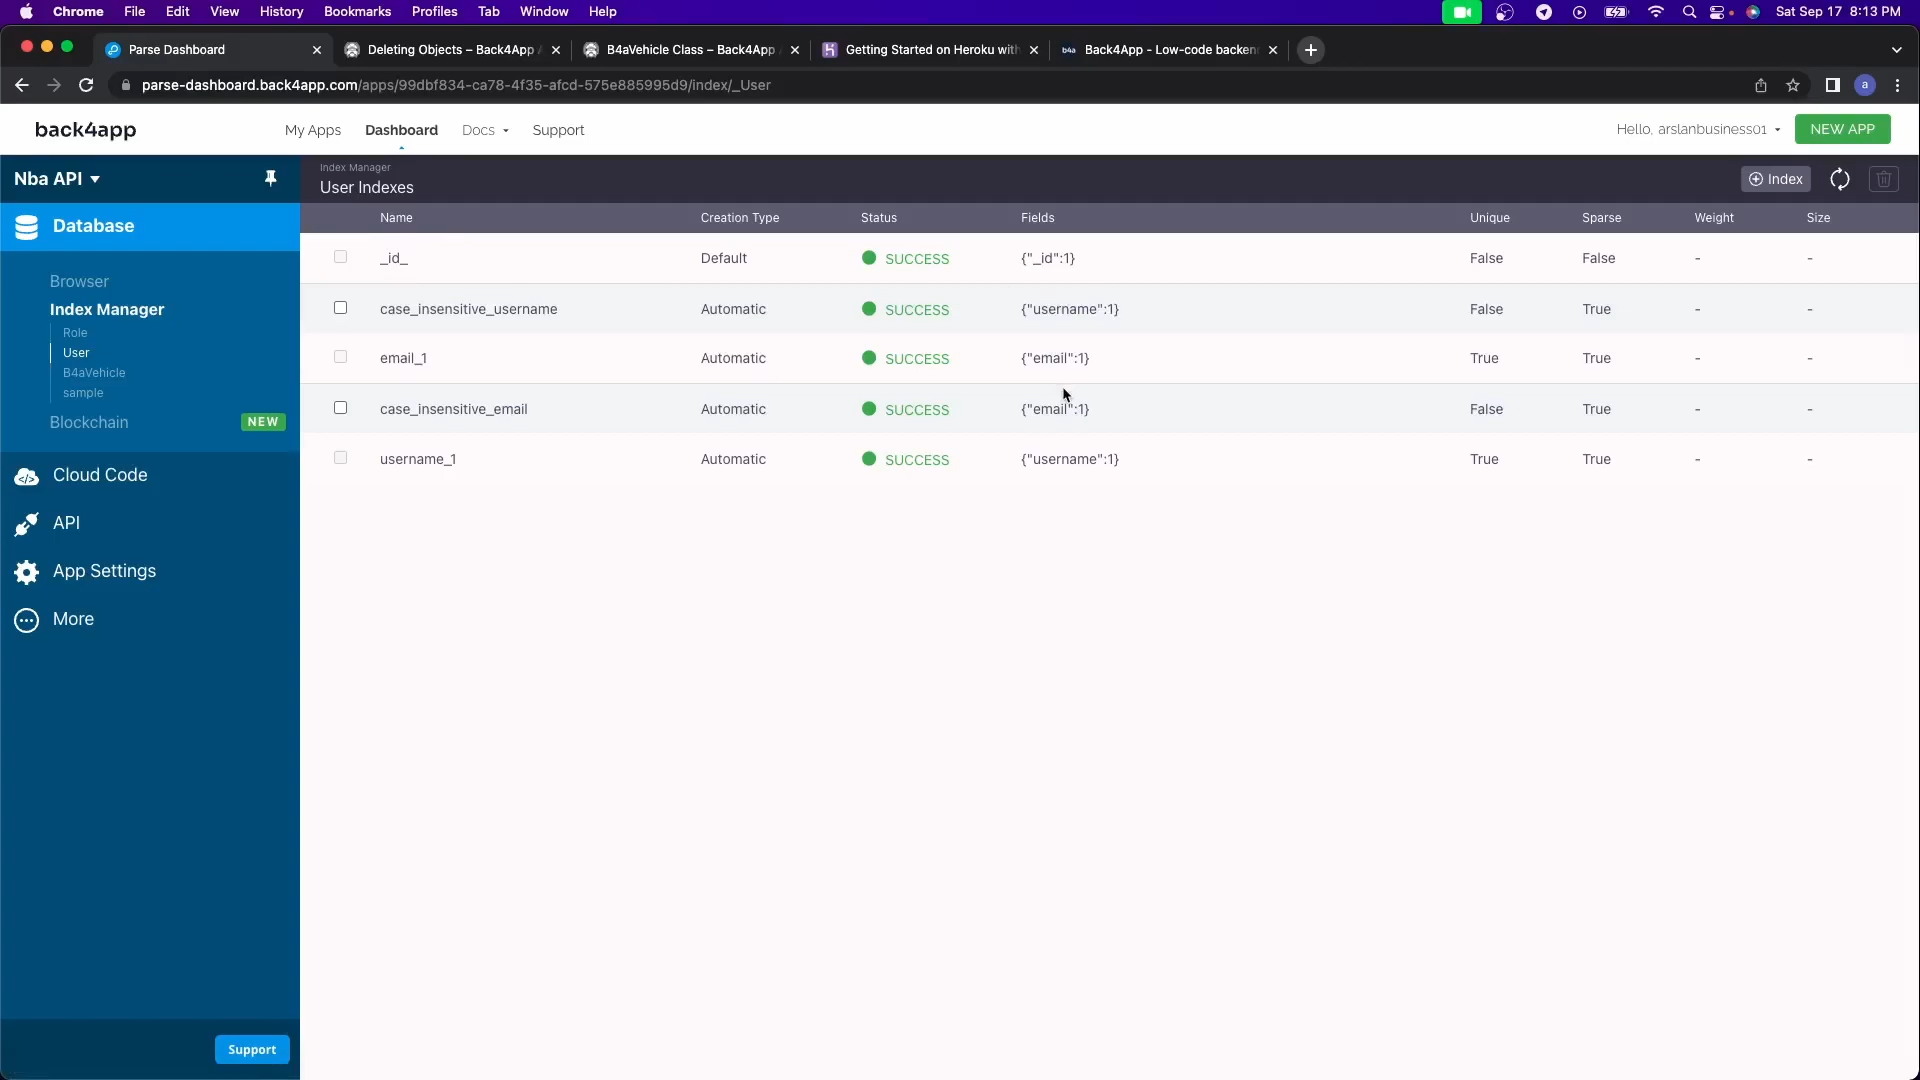 Chrome File Edit View History Bookmarks Profiles Tab Window Help Sat Sep 17 8:13 PM
Parse Dashboard Deleting Objects – Back4App B4aVehicle Class – Back4App Getting Started on Heroku with b4a Back4App - Low-code backen
parse-dashboard.back4app.com/apps/99dbf834-ca78-4f35-afcd-575e885995d9/index/_User a
back4app My Apps Dashboard Docs Support Hello, arslanbusiness01 NEW APP
Nba API
Index Manager
User Indexes
Index
Name Creation Type Status Fields Unique Sparse Weight Size
_id_ Default SUCCESS {"_id":1} False False - -
case_insensitive_username Automatic SUCCESS {"username":1} False True - -
email_1 Automatic SUCCESS {"email":1} True True - -
case_insensitive_email Automatic SUCCESS {"email":1} False True - -
username_1 Automatic SUCCESS {"username":1} True True - -
Database
Browser
Index Manager
Role
User
B4aVehicle
sample
Blockchain NEW
Cloud Code
API
App Settings
More
Support